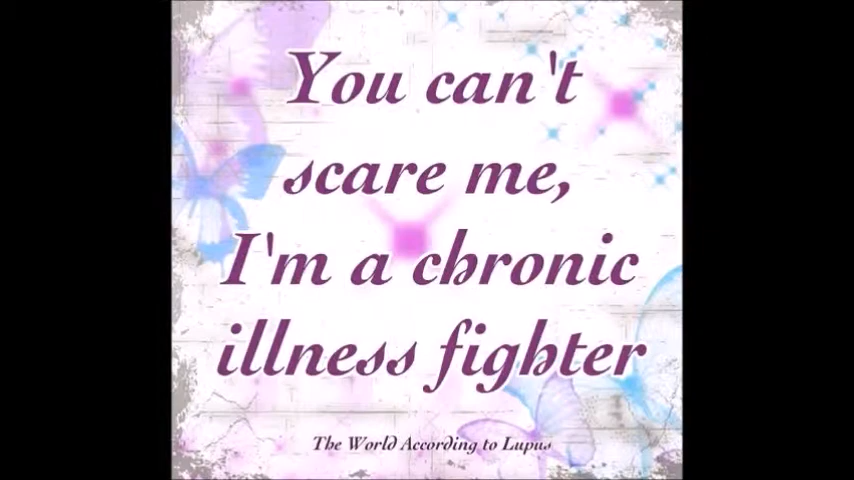 You can't
scare me,
I'm a chronic
illness fighter
The World According to Lupus